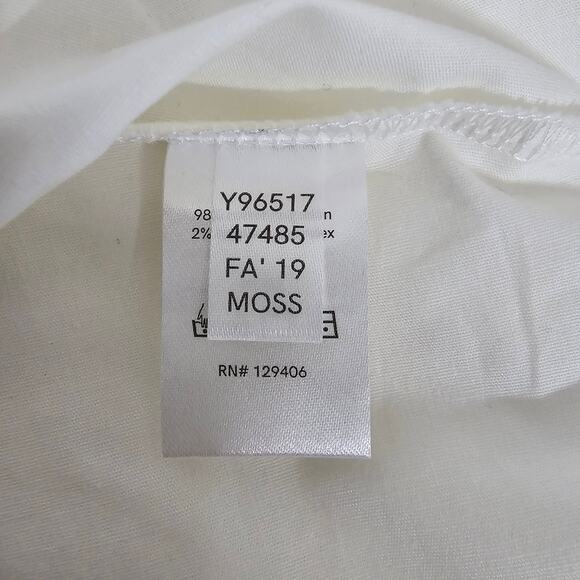 Y96517
98 n
2% 47485 ex
FA' 19
MOSS
RN# 129406